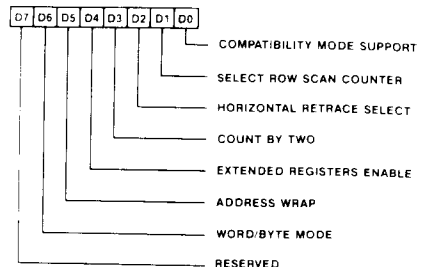 D7 D6 D5 D4 D3 D2 D1 D0
COMPATIBILITY MODE SUPPORT
SELECT ROW SCAN COUNTER
HORIZONTAL RETRACE SELECT
COUNT BY TWO
EXTENDED REGISTERS ENABLE
ADDRESS WRAP
WORD/BYTE MODE
RESERVED